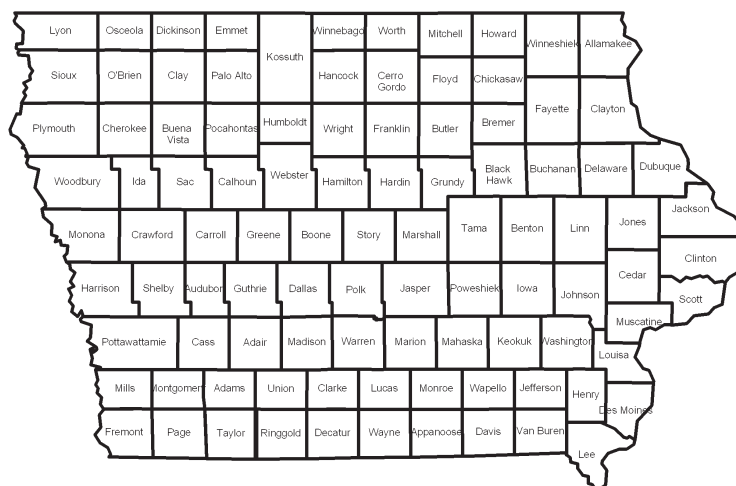 Lyon
Osceola
Dickinson
Emmet
Kossuth
Winnebago
Worth
Mitchell
Howard
Winneshiek
Allamakee
Sioux
O'Brien
Clay
Palo Alto
Hancock
Cerro
Gordo
Floyd
Chickasaw
Fayette
Clayton
Plymouth
Cherokee
Buena
Vista
Pocahontas
Humboldt
Wright
Franklin
Butler
Bremer
Woodbury
Ida
Sac
Calhoun
Webster
Hamilton
Hardin
Grundy
Black
Hawk
Buchanan
Delaware
Dubuque
Monona
Crawford
Carroll
Greene
Boone
Story
Marshall
Tama
Benton
Linn
Jones
Jackson
Clinton
Harrison
Shelby
Audubon
Guthrie
Dallas
Polk
Jasper
Poweshiek
Iowa
Johnson
Cedar
Scott
Muscatine
Pottawattamie
Cass
Adair
Madison
Warren
Marion
Mahaska
Keokuk
Washington
Louisa
Mills
Montgomery
Adams
Union
Clarke
Lucas
Monroe
Wapello
Jefferson
Henry
Des Moines
Fremont
Page
Taylor
Ringgold
Decatur
Wayne
Appanoose
Davis
Van Buren
Lee